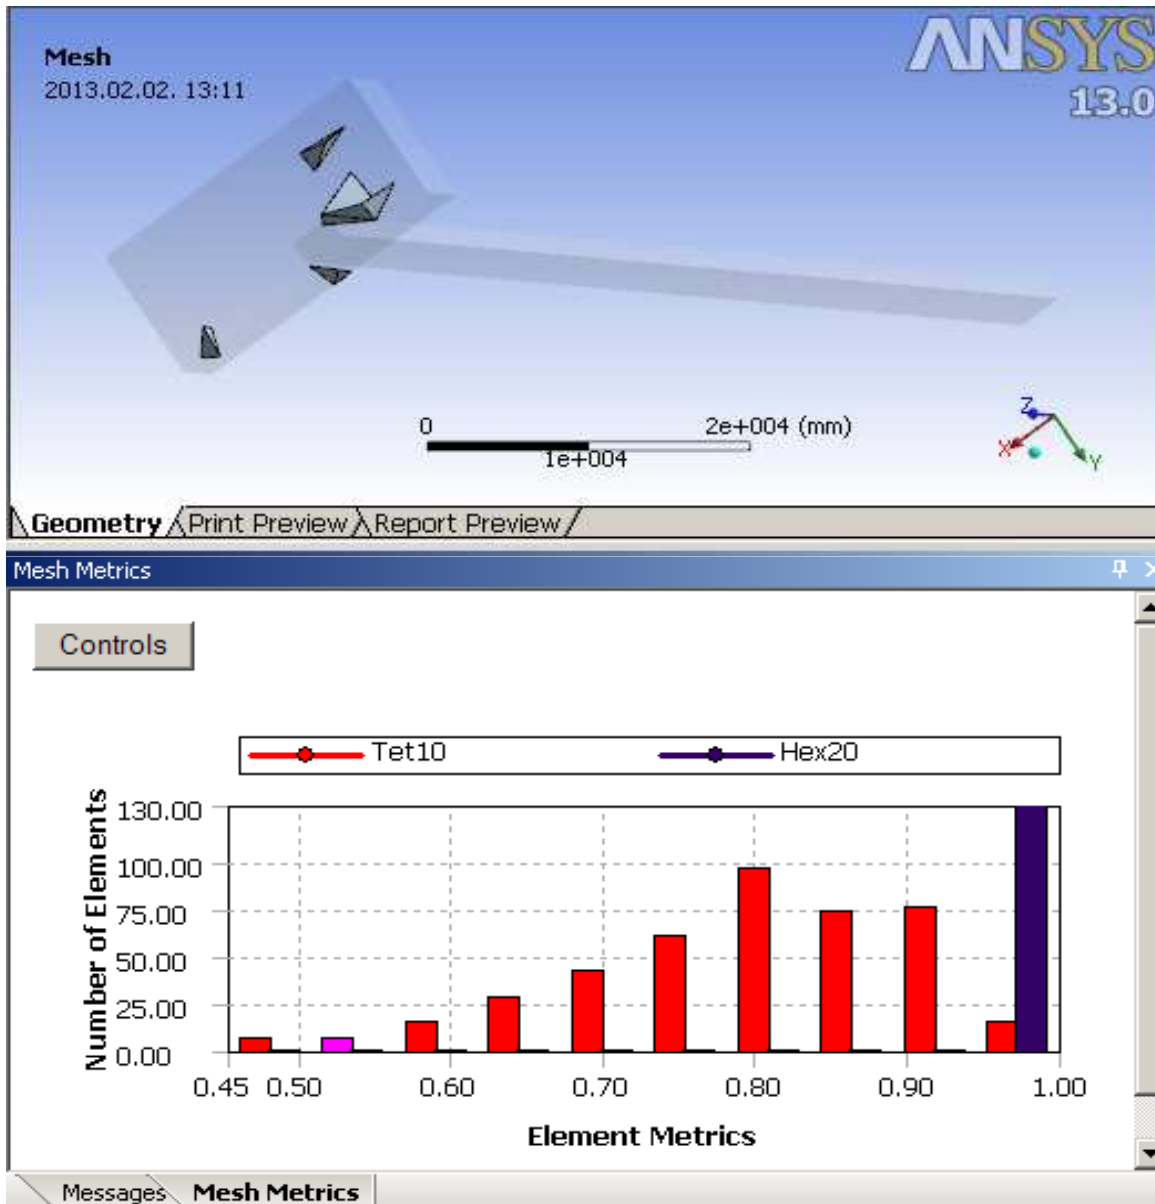 ANSYS
Mesh
2013.02.02. 13:11
13.0
0
2e+004 (mm)
1e+004
Z
X
Y
Geometry Print Preview Report Preview
Mesh Metrics
Controls
Tet10 Hex20
Number of Elements
130.00
100.00
75.00
50.00
25.00
0.00
0.45 0.50 0.60 0.70 0.80 0.90 1.00
Element Metrics
Messages Mesh Metrics